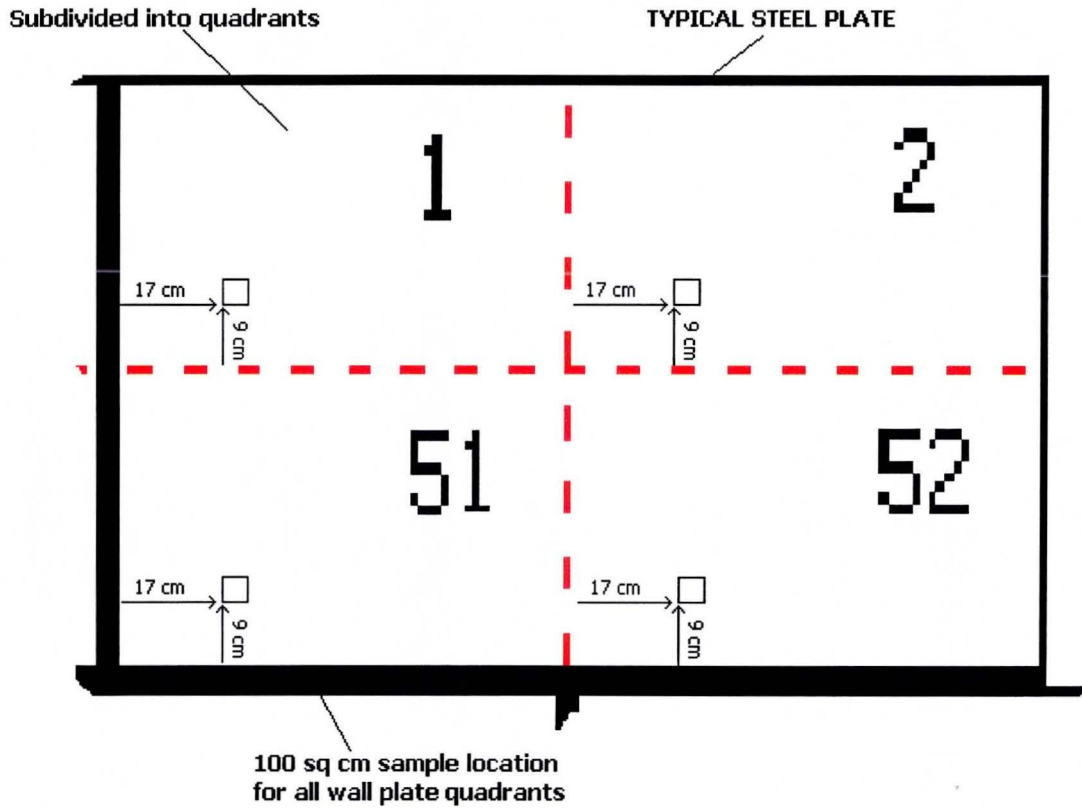 Subdivided into quadrants
TYPICAL STEEL PLATE
1
2
17 cm
9 cm
17 cm
9 cm
51
52
17 cm
9 cm
17 cm
9 cm
100 sq cm sample location
for all wall plate quadrants